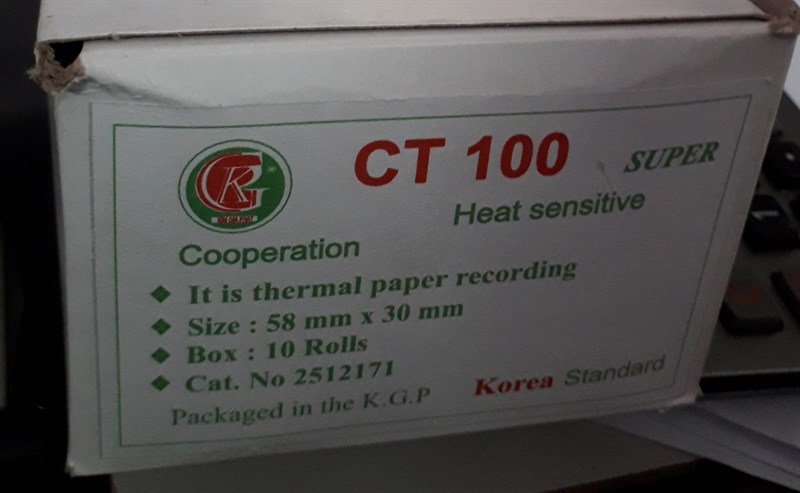 CT 100 SUPER
Heat sensitive
Cooperation
It is thermal paper recording
Size : 58 mm x 30 mm
Box : 10 Rolls
Cat. No 2512171
Packaged in the K.G.P
Korea Standard
1